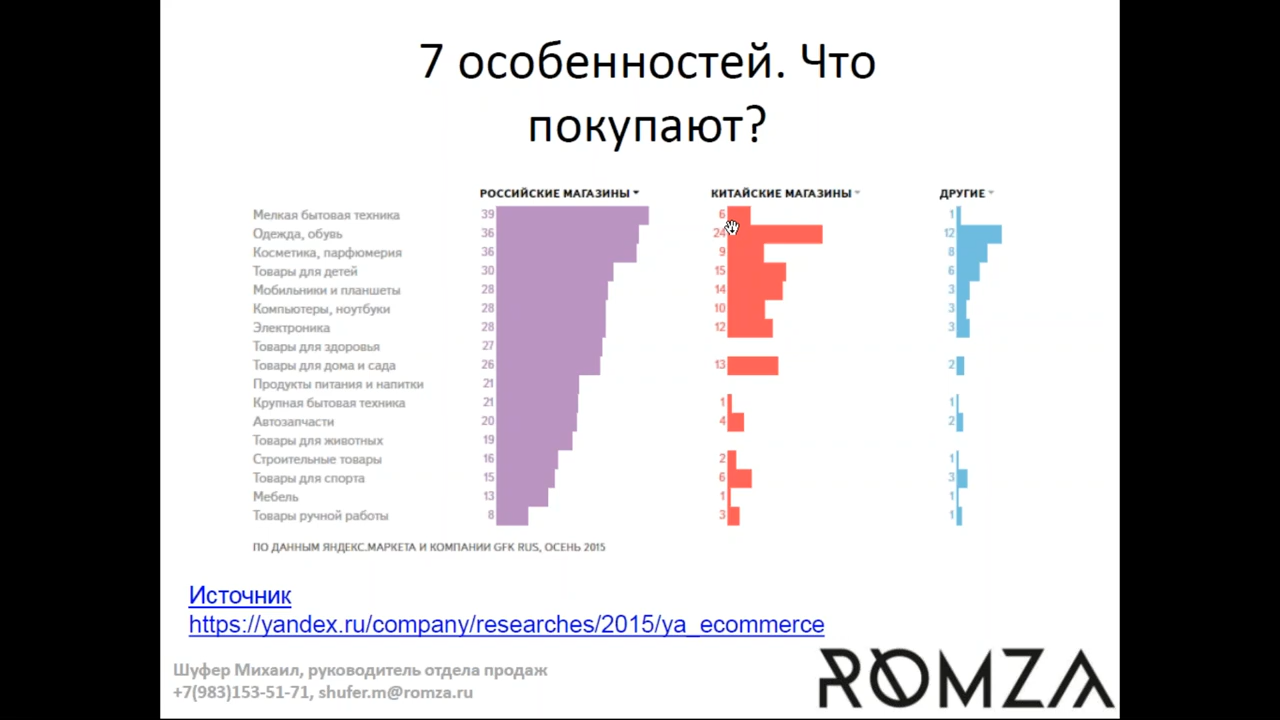 7 особенностей. Что
покупают?
РОССИЙСКИЕ МАГАЗИНЫ КИТАЙСКИЕ МАГАЗИНЫ ДРУГИЕ
Мелкая бытовая техника 39 6 1
Одежда, обувь 36 24 12
Косметика, парфюмерия 36 9 8
Товары для детей 30 15 6
Мобильники и планшеты 28 14 3
Компьютеры, ноутбуки 28 10 3
Электроника 28 12 3
Товары для здоровья 27
Товары для дома и сада 26 13 2
Продукты питания и напитки 21
Крупная бытовая техника 21 1 1
Автозапчасти 20 4 2
Товары для животных 19
Строительные товары 16 2 1
Товары для спорта 15 6 3
Мебель 13 1 1
Товары ручной работы 8 3 1
ПО ДАННЫМ ЯНДЕКС.МАРКЕТА И КОМПАНИИ GFK RUS, ОСЕНЬ 2015
Источник
https://yandex.ru/company/researches/2015/ya_ecommerce
Шуфер Михаил, руководитель отдела продаж
+7(983)153-51-71, shufer.m@romza.ru
ROMZA